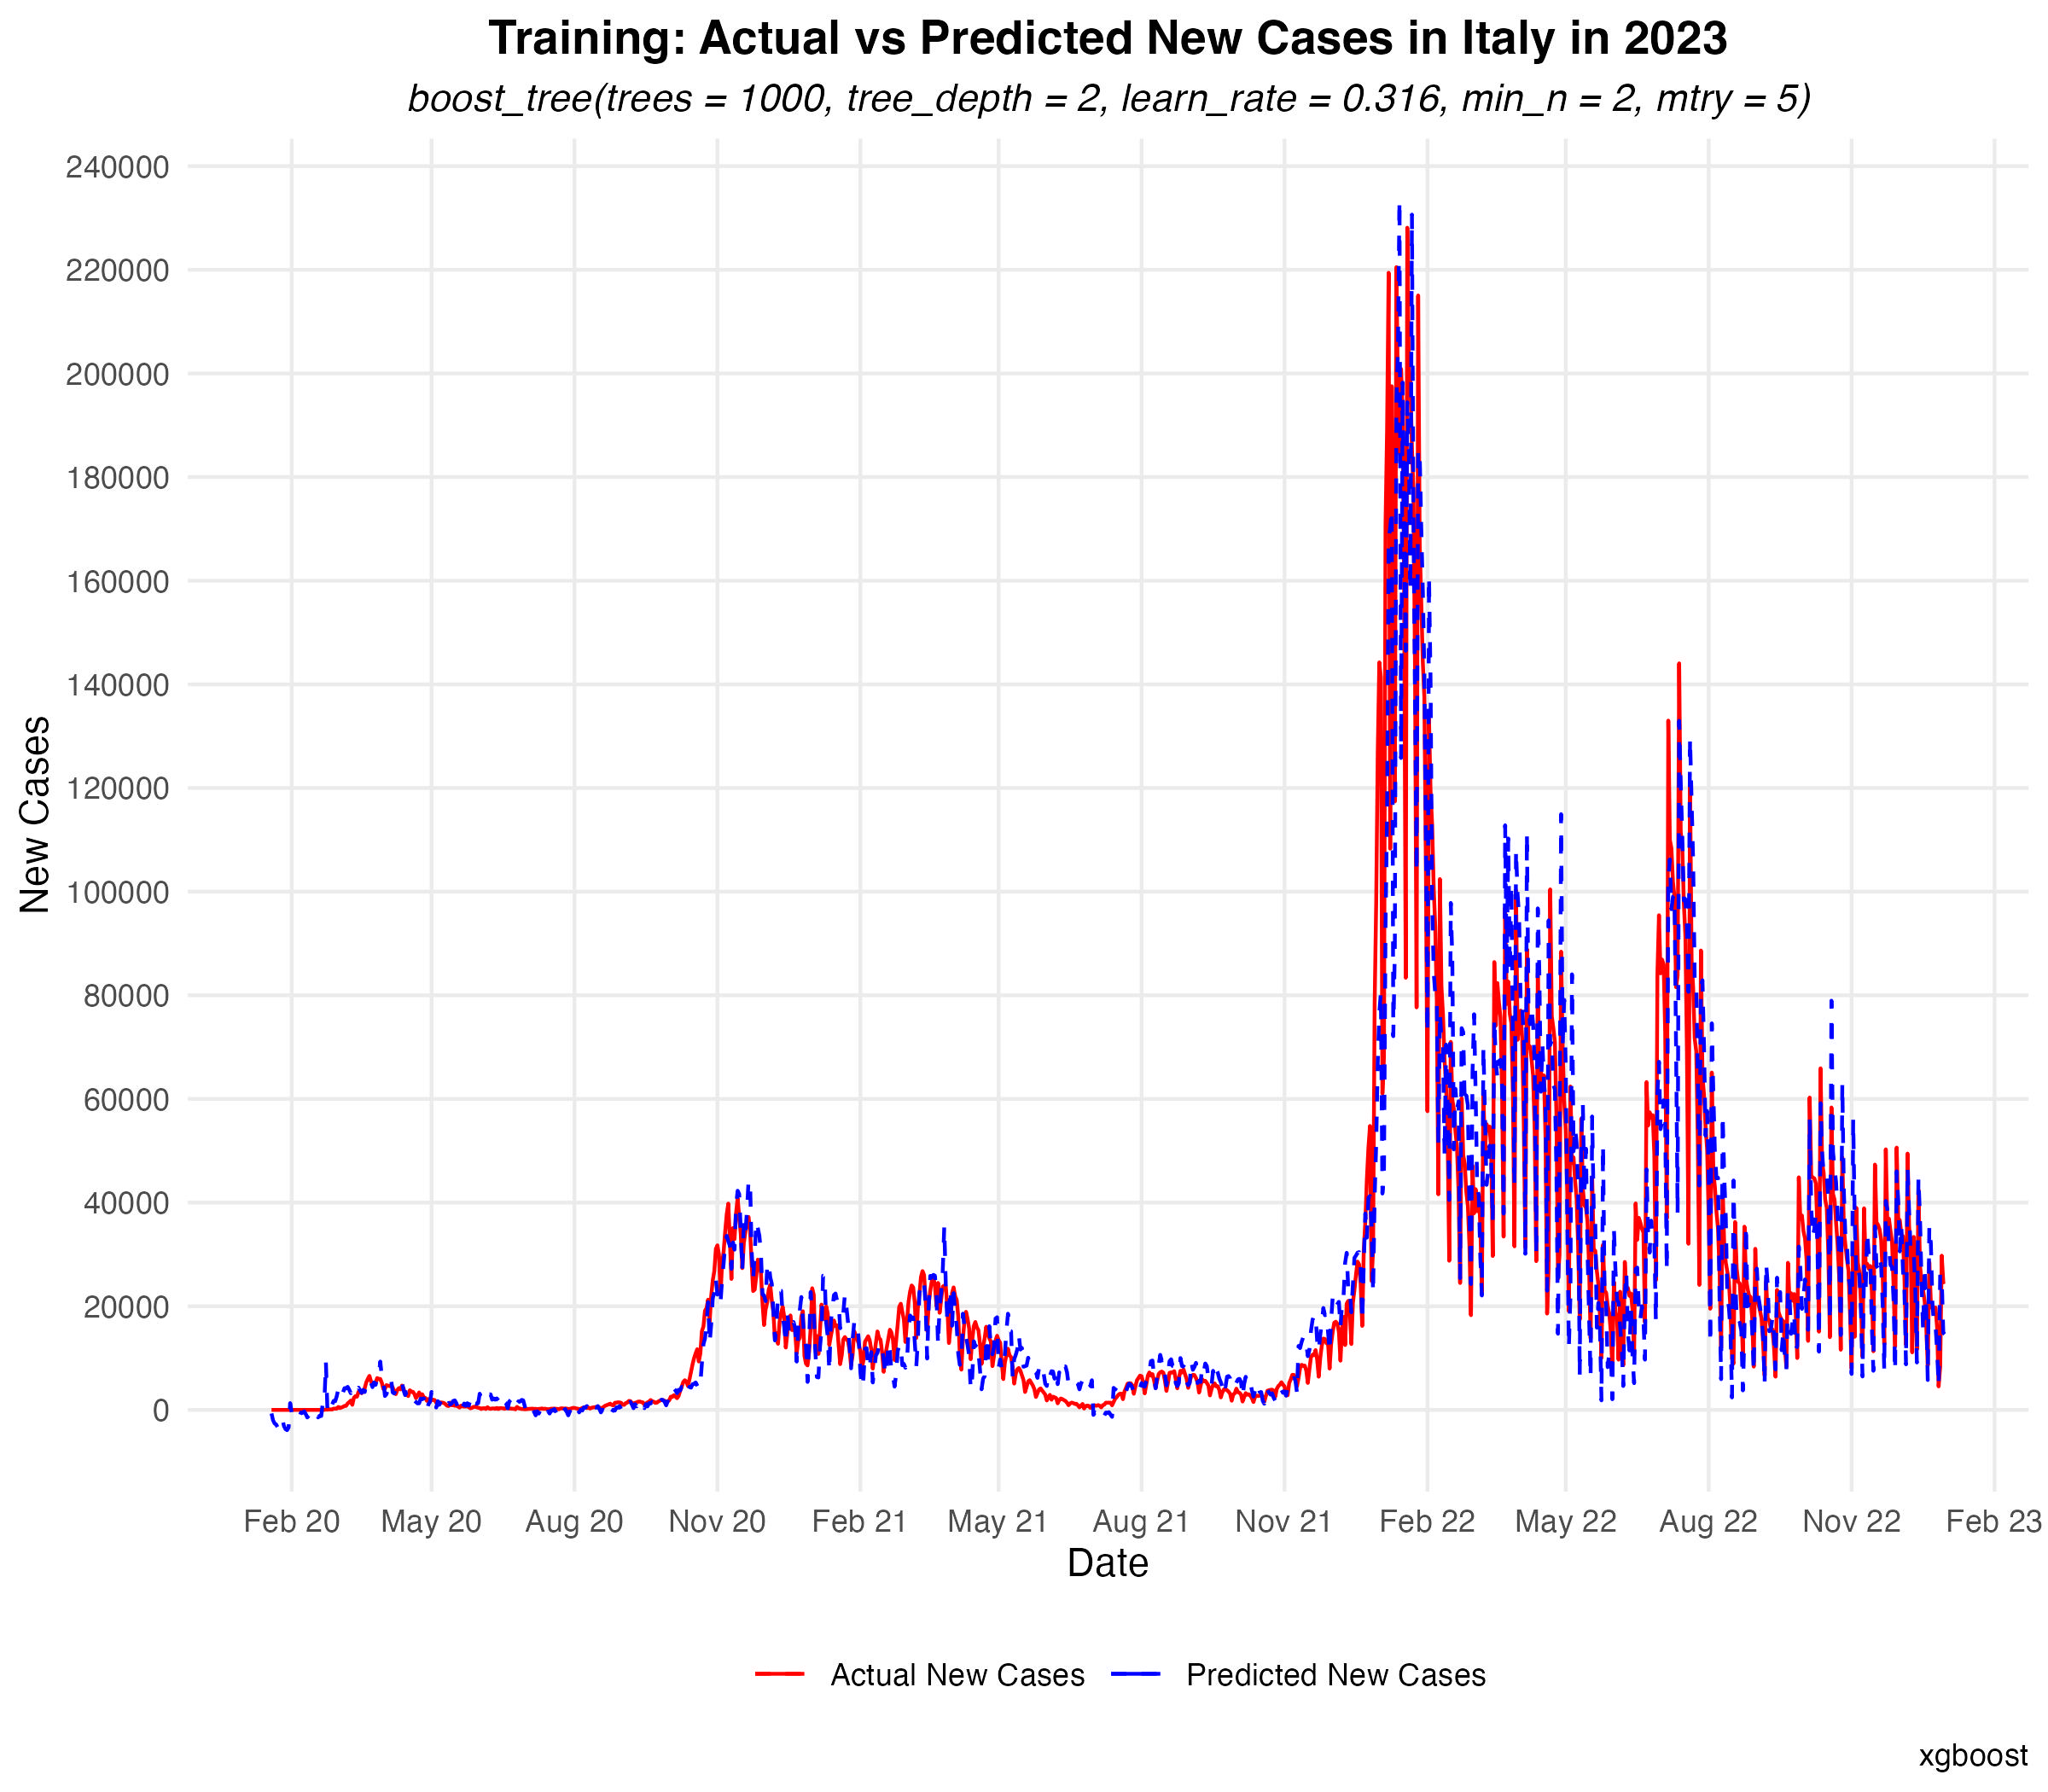 Training: Actual vs Predicted New Cases in Italy in 2023
boost_tree(trees = 1000, tree_depth = 2, learn_rate = 0.316, min_n = 2, mtry = 5)
New Cases
240000
220000
200000
180000
160000
140000
120000
100000
80000
60000
40000
20000
0
Feb 20 May 20 Aug 20 Nov 20 Feb 21 May 21 Aug 21 Nov 21 Feb 22 May 22 Aug 22 Nov 22 Feb 23
Date
Actual New Cases Predicted New Cases
xgboost